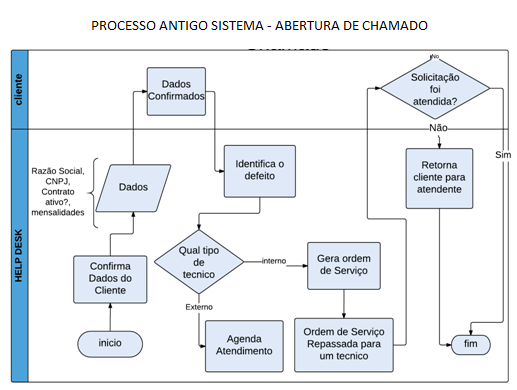 PROCESSO ANTIGO SISTEMA - ABERTURA DE CHAMADO
cliente
HELP DESK
Dados
Confirmados
No
Solicitação
foi
atendida?
Não
Sim
Razão Social,
CNPJ,
Contrato
ativo?,
mensalidades
Dados
Identifica o
defeito
Retorna
cliente para
atendente
Confirma
Dados do
Cliente
Qual tipo
de
tecnico
interno
Gera ordem
de Serviço
Externo
inicio
Agenda
Atendimento
Ordem de Serviço
Repassada para
um tecnico
fim